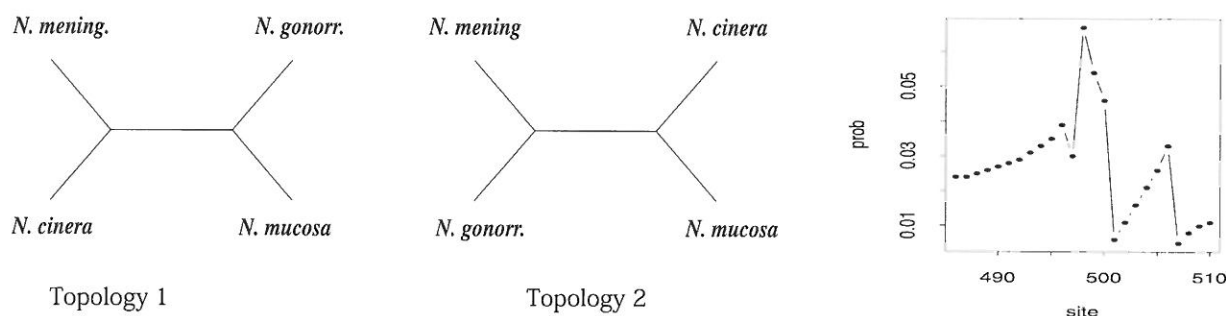 N. mening.
N. gonorr.
N. cinera
N. mucosa
Topology 1
N. mening
N. cinera
N. gonorr.
N. mucosa
Topology 2
prob
0.05
0.03
0.01
490
500
510
site